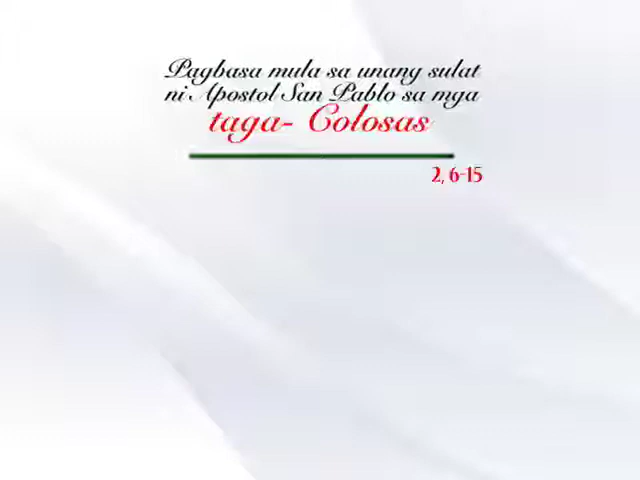 Pagbasa mula sa unang sulat
ni Apostol San Pablo sa mga
taga- Colosas
2, 6-15